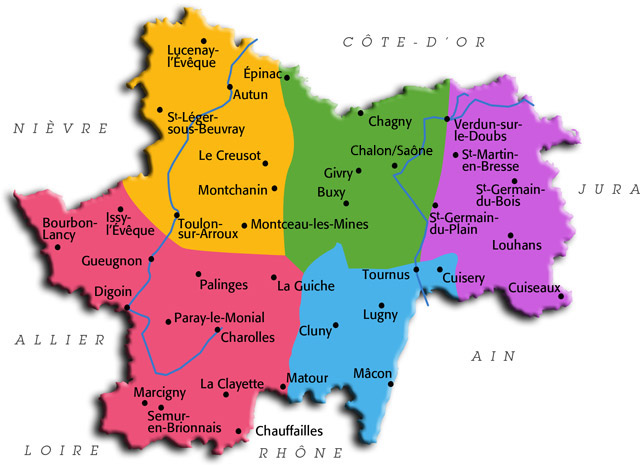 CÔTE-D'OR
Lucenay-
l'Évêque
Épinac
Autun
St-Léger-
sous-Beuvray
Chagny
Verdun-sur-
le-Doubs
NIÈVRE
Chalon/Saône
St-Martin-
en-Bresse
Le Creusot
Givry
Montchanin
Buxy
St-Germain-
du-Bois
JURA
Issy-
l'Évêque
Bourbon-
Lancy
Toulon-
sur-Arroux
Montceau-les-Mines
St-Germain-
du-Plain
Louhans
Gueugnon
Tournus
Cuisery
Palinges
La Guiche
Cuiseaux
Digoin
Lugny
Paray-le-Monial
Cluny
Charolles
ALLIER
AIN
La Clayette
Matour
Mâcon
Marcigny
Semur-
en-Brionnais
Chauffailles
LOIRE
RHÔNE